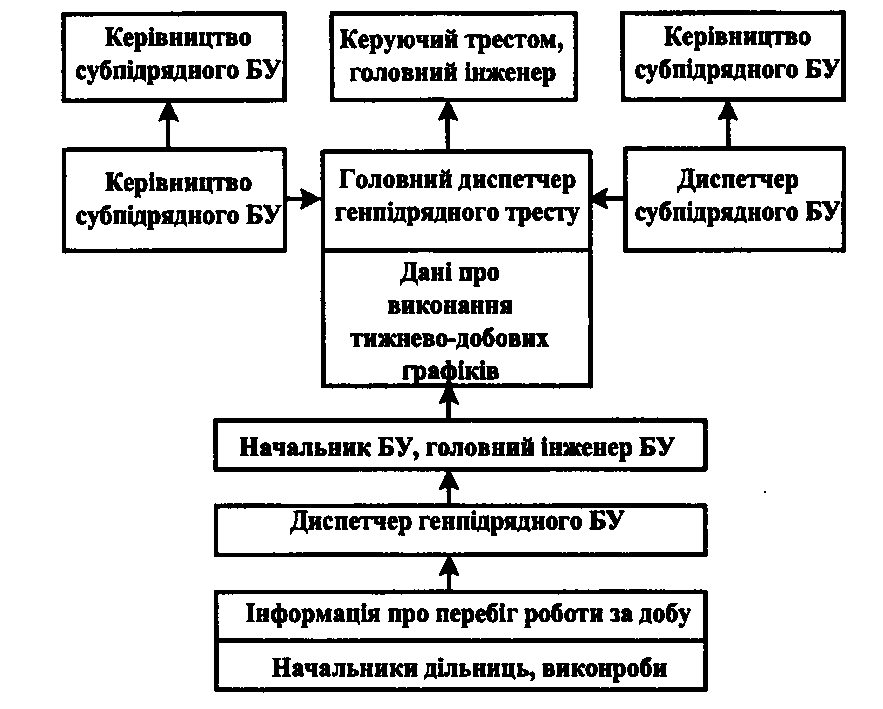 Керівництво
субпідрядного БУ
Керуючий трестом,
головний інженер
Керівництво
субпідрядного БУ
Керівництво
субпідрядного БУ
Головний диспетчер
генпідрядного тресту
Диспетчер
субпідрядного БУ
Дані про
виконання
тижнево-добових
графіків
Начальник БУ, головний інженер БУ
Диспетчер генпідрядного БУ
Інформація про перебіг роботи за добу
Начальники дільниць, виконроби